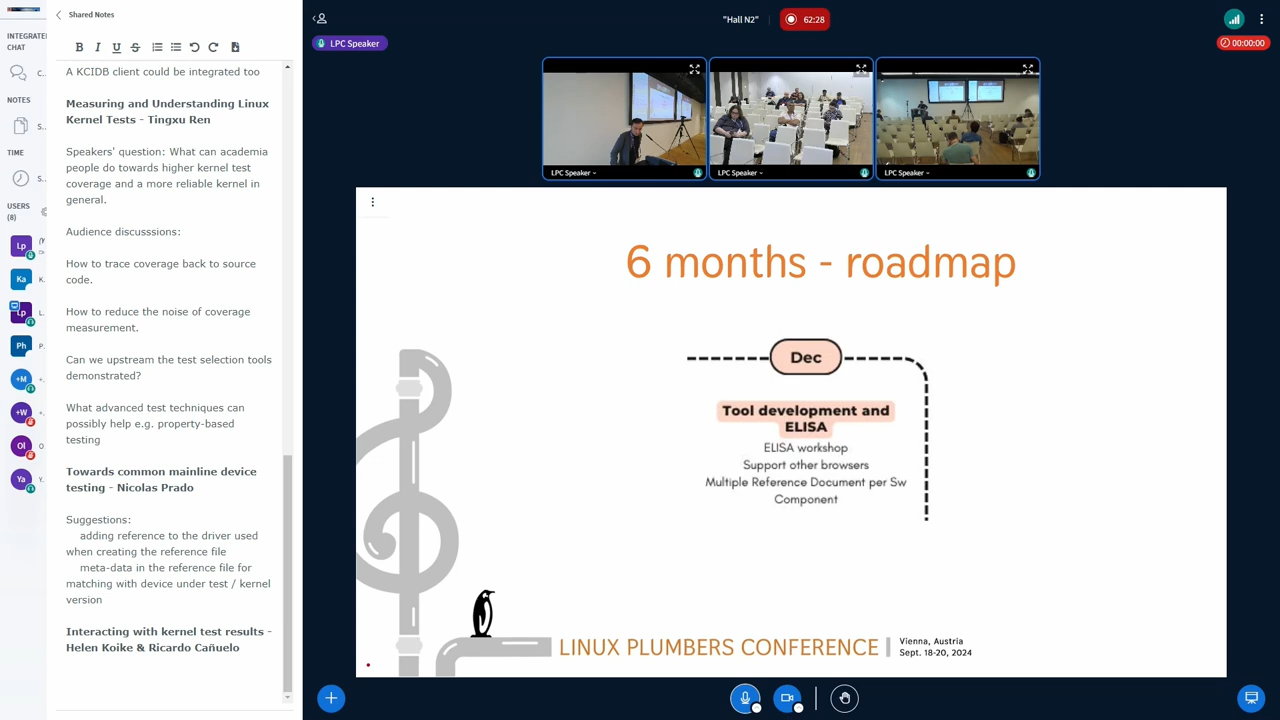 Shared Notes
INTEGRATED
CHAT
C...
NOTES
S...
TIME
S...
USERS
(8)
Lp
Ka
K.
Lp
L.
Ph
P.
+M
+.
+W
+.
Ol
O
Ya
Y.
B I U S
A KCIDB client could be integrated too
Measuring and Understanding Linux
Kernel Tests - Tingxu Ren
Speakers' question: What can academia
people do towards higher kernel test
coverage and a more reliable kernel in
general.
Audience discusssions:
How to trace coverage back to source
code.
How to reduce the noise of coverage
measurement.
Can we upstream the test selection tools
demonstrated?
What advanced test techniques can
possibly help e.g. property-based
testing
Towards common mainline device
testing - Nicolas Prado
Suggestions:
adding reference to the driver used
when creating the reference file
meta-data in the reference file for
matching with device under test / kernel
version
Interacting with kernel test results -
Helen Koike & Ricardo Cañuelo
"Hall N2"
62:28
LPC Speaker
00:00:00
LPC Speaker
LPC Speaker
LPC Speaker
6 months - roadmap
Dec
Tool development and
ELISA
ELISA workshop
Support other browsers
Multiple Reference Document per Sw
Component
LINUX PLUMBERS CONFERENCE
Vienna, Austria
Sept. 18-20, 2024